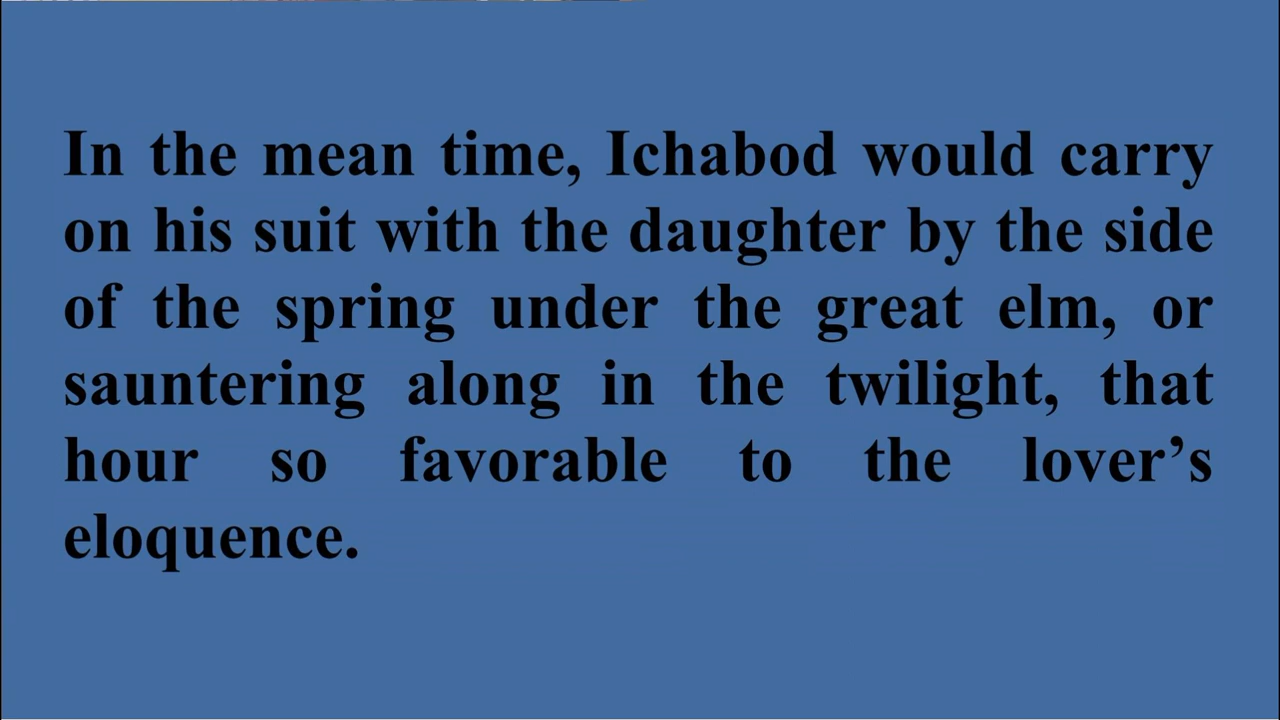 In the mean time, Ichabod would carry
on his suit with the daughter by the side
of the spring under the great elm, or
sauntering along in the twilight, that
hour so favorable to the lover’s
eloquence.